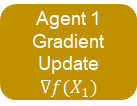 Agent 1
Gradient
Update
∇f(X₁)